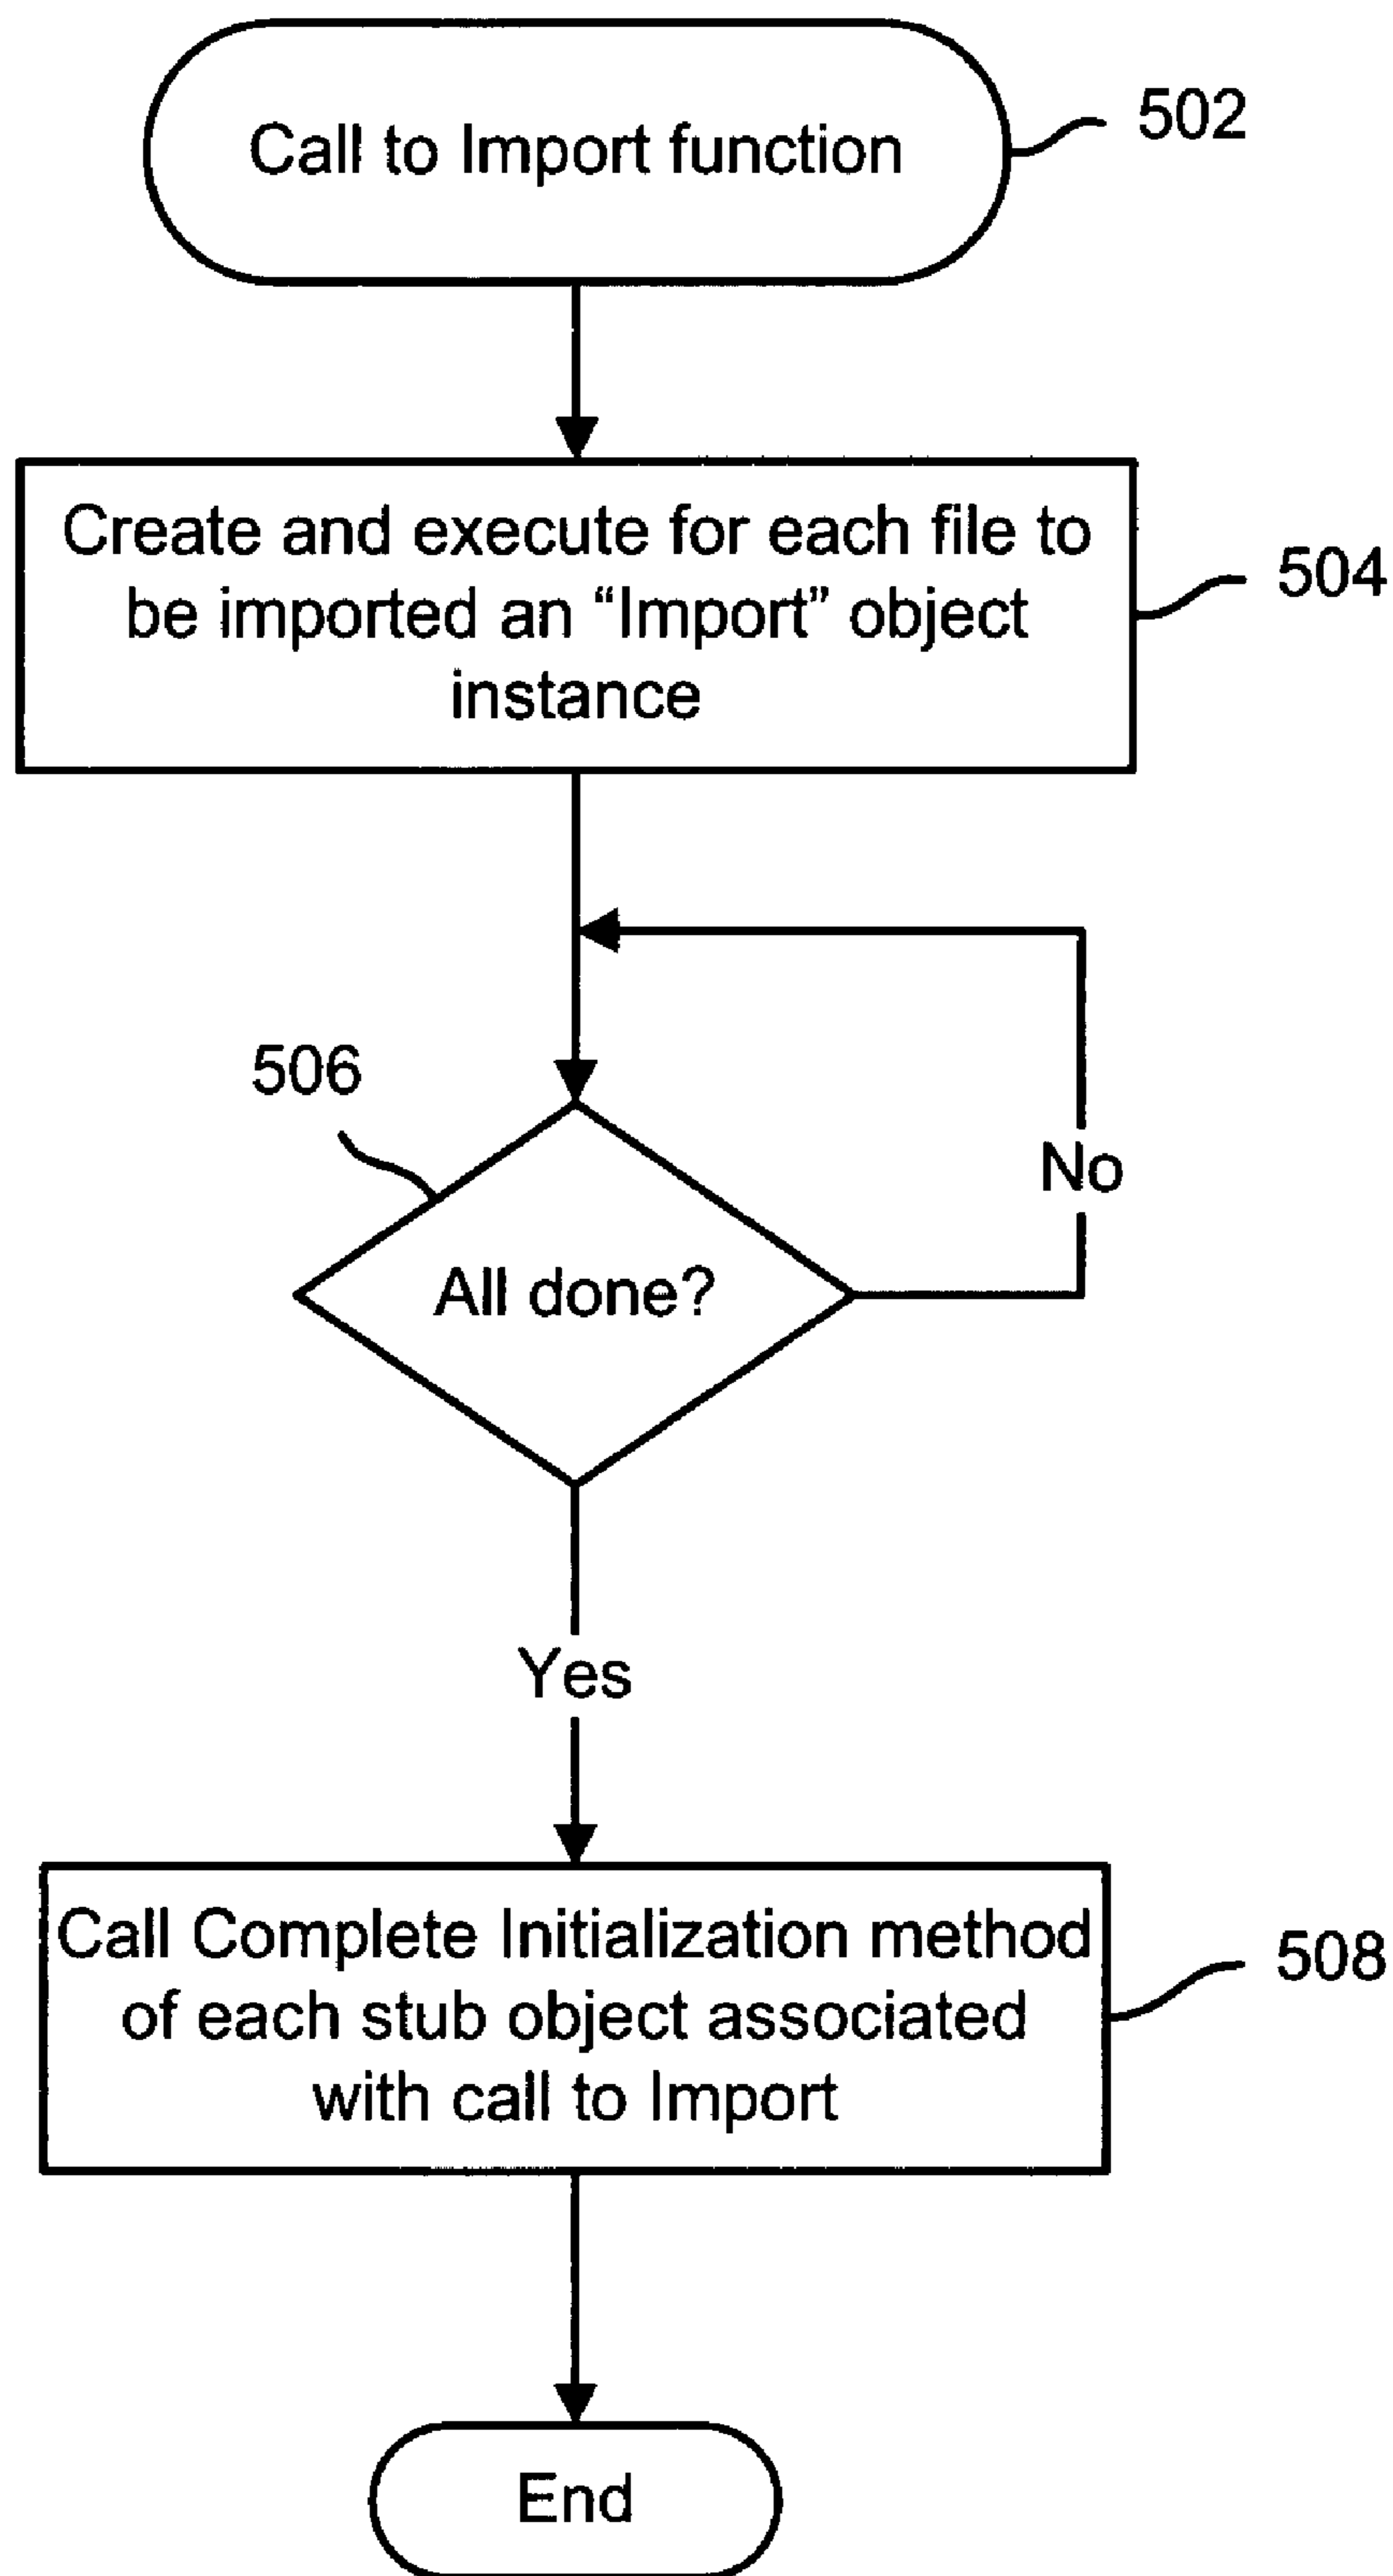 Call to Import function
502
Create and execute for each file to
be imported an “Import” object
instance
504
506
All done?
No
Yes
Call Complete Initialization method
of each stub object associated
with call to Import
508
End